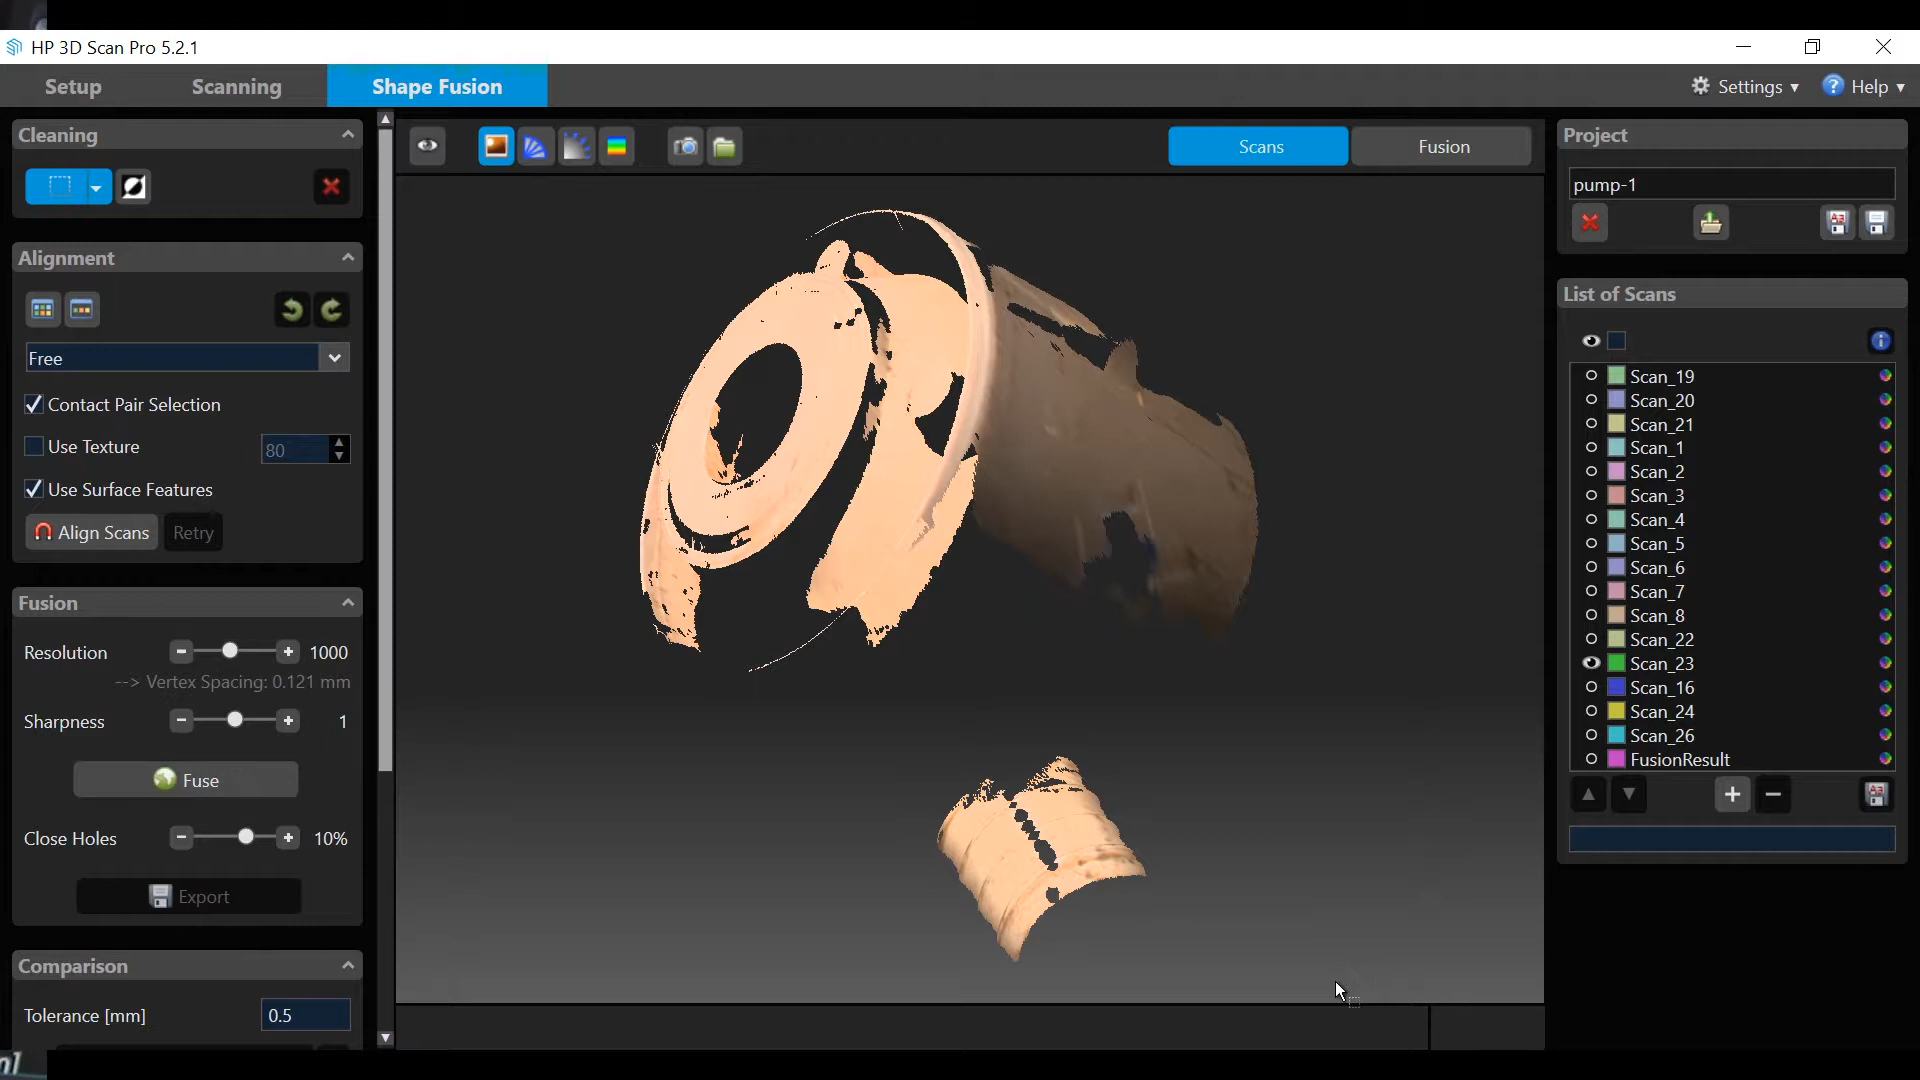 HP 3D Scan Pro 5.2.1
Setup
Scanning
Shape Fusion
Settings
Help
Cleaning
Alignment
Free
Contact Pair Selection
Use Texture
80
Use Surface Features
Align Scans
Retry
Fusion
Resolution
1000
--> Vertex Spacing: 0.121 mm
Sharpness
1
Fuse
Close Holes
10%
Export
Comparison
Tolerance [mm]
0.5
Scans
Fusion
Project
pump-1
List of Scans
Scan_19
Scan_20
Scan_21
Scan_1
Scan_2
Scan_3
Scan_4
Scan_5
Scan_6
Scan_7
Scan_8
Scan_22
Scan_23
Scan_16
Scan_24
Scan_26
FusionResult